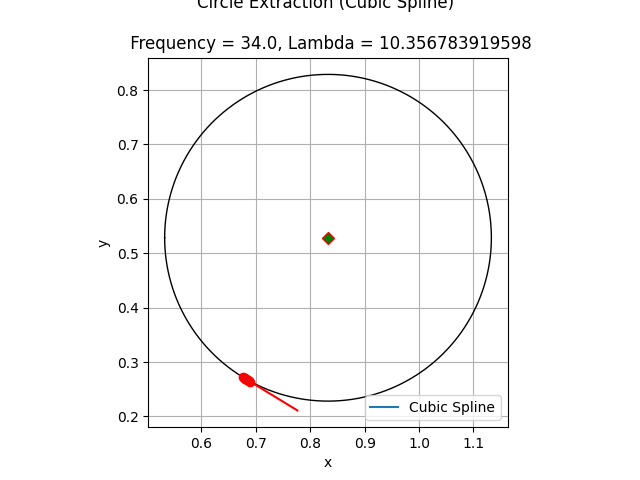 Circle Extraction (Cubic Spline)
Frequency = 34.0, Lambda = 10.356783919598
0.8
0.7
0.6
0.5
0.4
0.3
0.2
y
0.6 0.7 0.8 0.9 1.0 1.1
x
Cubic Spline